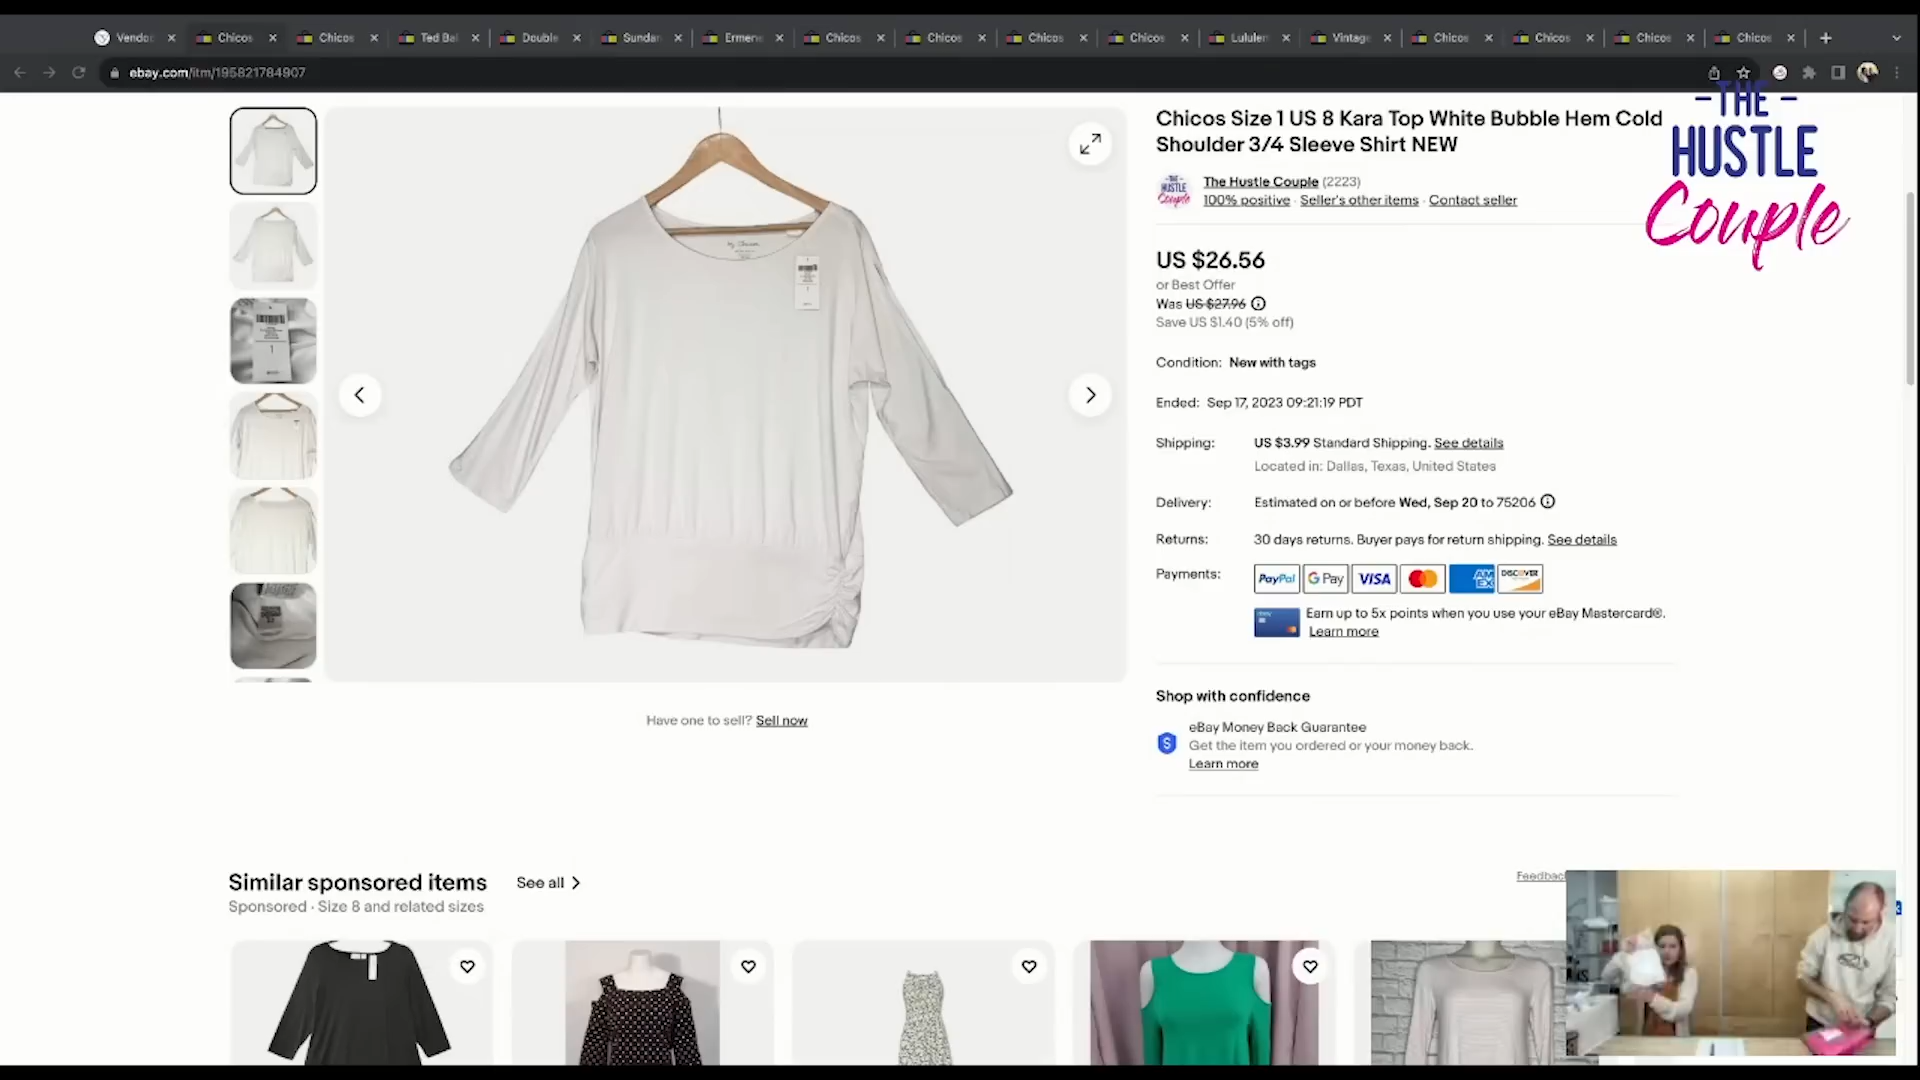 Vendo
Chicos
Chicos
Ted Bal
Double
Sundan
Ermene
Chicos
Chicos
Chicos
Chicos
Lululem
Vintage
Chicos
Chicos
Chicos
Chicos
ebay.com/itm/195821784907
-THE-
HUSTLE
Couple
Chicos Size 1 US 8 Kara Top White Bubble Hem Cold
Shoulder 3/4 Sleeve Shirt NEW
The Hustle Couple (2223)
100% positive · Seller's other items · Contact seller
US $26.56
or Best Offer
Was US $27.96
Save US $1.40 (5% off)
Condition: New with tags
Ended: Sep 17, 2023 09:21:19 PDT
Shipping: US $3.99 Standard Shipping. See details
Located in: Dallas, Texas, United States
Delivery: Estimated on or before Wed, Sep 20 to 75206
Returns: 30 days returns. Buyer pays for return shipping. See details
Payments: PayPal G Pay VISA AM EX DISCOVER
Earn up to 5x points when you use your eBay Mastercard®.
Learn more
Have one to sell? Sell now
Shop with confidence
eBay Money Back Guarantee
Get the item you ordered or your money back.
Learn more
Similar sponsored items See all
Sponsored · Size 8 and related sizes
Feedbac